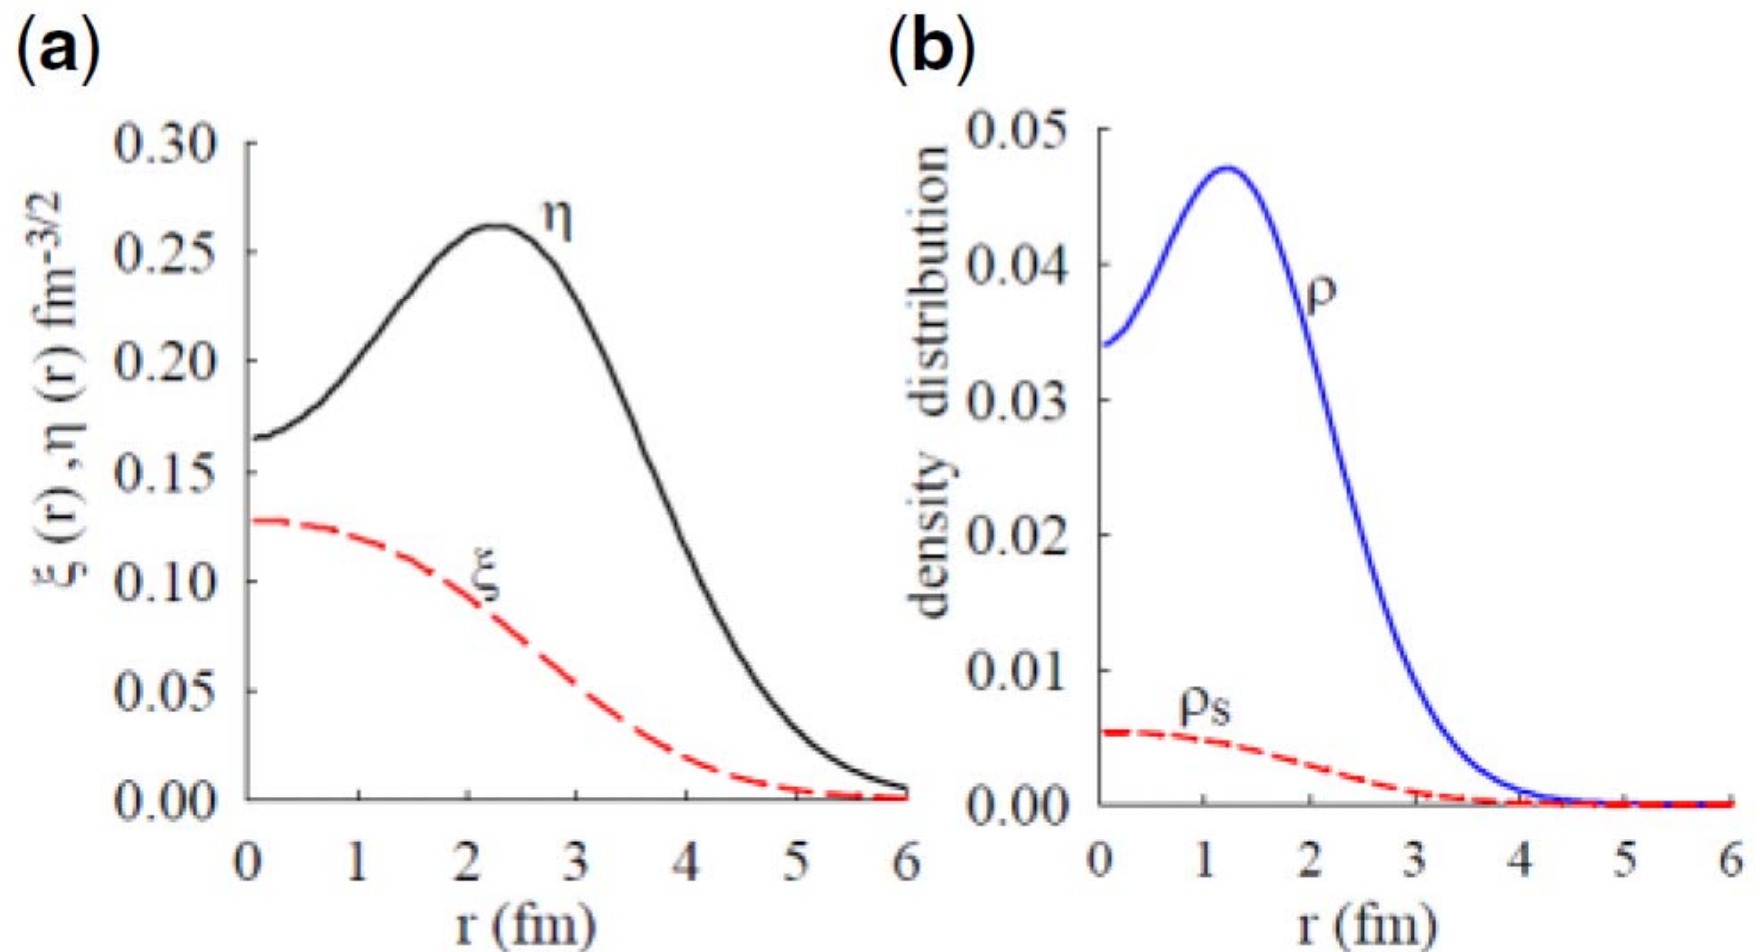 (a)
ξ (r) ,η (r) fm-3/2
0.30
0.25
0.20
0.15
0.10
0.05
0.00
η
ξ
0 1 2 3 4 5 6
r (fm)
(b)
density distribution
0.05
0.04
0.03
0.02
0.01
0.00
ρ
ρs
0 1 2 3 4 5 6
r (fm)